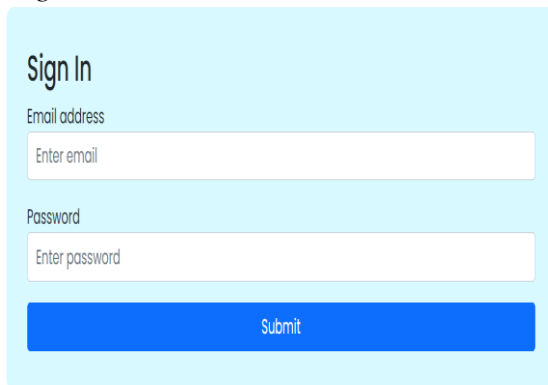 Sign In
Email address
Enter email
Password
Enter password
Submit